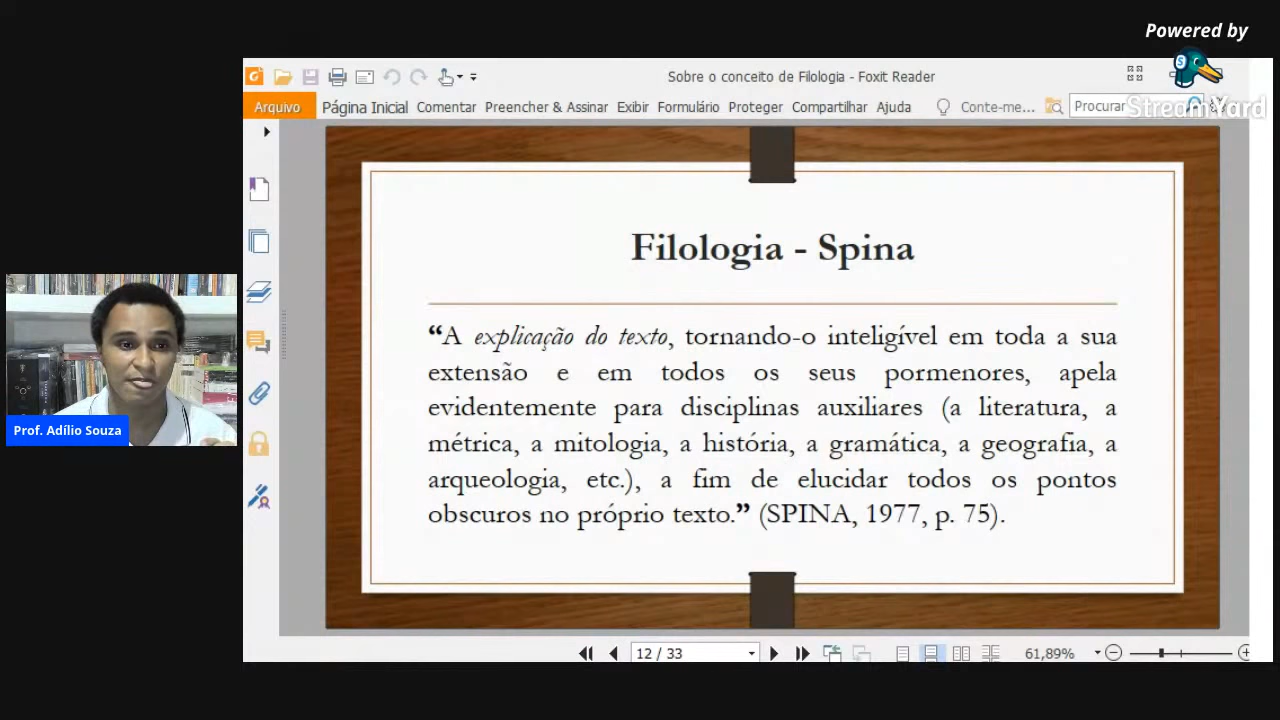 Powered by
StreamYard
Sobre o conceito de Filologia - Foxit Reader
Arquivo Página Inicial Comentar Preencher & Assinar Exibir Formulário Proteger Compartilhar Ajuda Conte-me... Procurar
Filologia - Spina
“A explicação do texto, tornando-o inteligível em toda a sua
extensão e em todos os seus pormenores, apela
evidentemente para disciplinas auxiliares (a literatura, a
métrica, a mitologia, a história, a gramática, a geografia, a
arqueologia, etc.), a fim de elucidar todos os pontos
obscuros no próprio texto.” (SPINA, 1977, p. 75).
Prof. Adílio Souza
12 / 33
61,89%